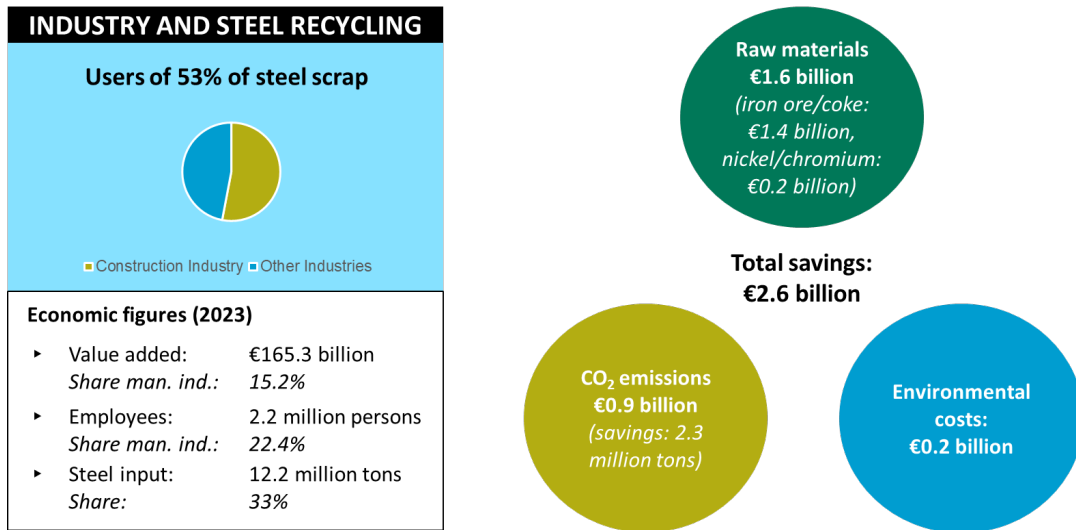 INDUSTRY AND STEEL RECYCLING
Users of 53% of steel scrap
Construction Industry Other Industries
Economic figures (2023)
Value added: €165.3 billion
Share man. ind.: 15.2%
Employees: 2.2 million persons
Share man. ind.: 22.4%
Steel input: 12.2 million tons
Share: 33%
Raw materials
€1.6 billion
(iron ore/coke:
€1.4 billion,
nickel/chromium:
€0.2 billion)
Total savings:
€2.6 billion
CO₂ emissions
€0.9 billion
(savings: 2.3
million tons)
Environmental
costs:
€0.2 billion